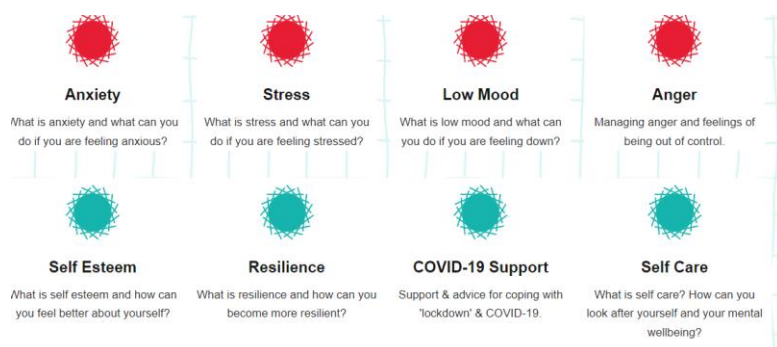 Anxiety
What is anxiety and what can you
do if you are feeling anxious?
Stress
What is stress and what can you
do if you are feeling stressed?
Low Mood
What is low mood and what can
you do if you are feeling down?
Anger
Managing anger and feelings of
being out of control.
Self Esteem
What is self esteem and how can
you feel better about yourself?
Resilience
What is resilience and how can you
become more resilient?
COVID-19 Support
Support & advice for coping with
'lockdown' & COVID-19.
Self Care
What is self care? How can you
look after yourself and your mental
wellbeing?